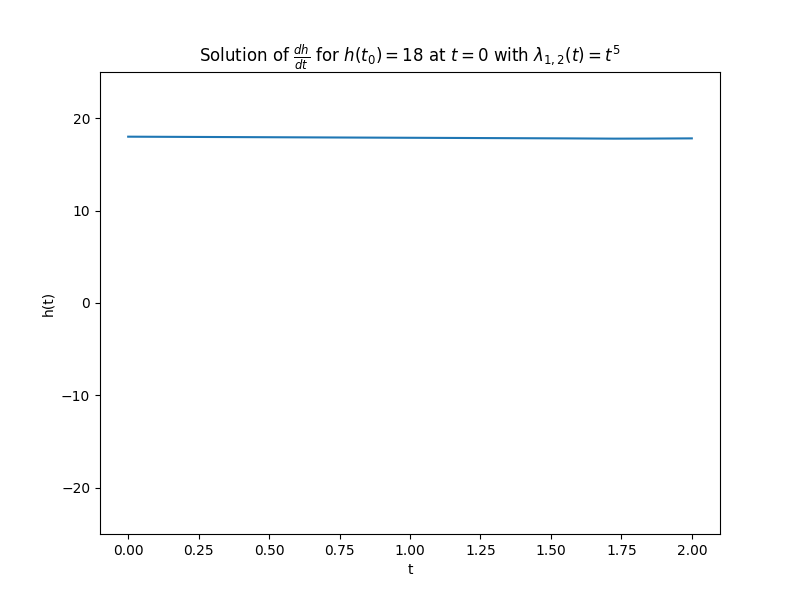 Solution of dh/dt for h(t₀) = 18 at t = 0 with λ₁,₂(t) = t⁵
20
10
0
−10
−20
h(t)
0.00 0.25 0.50 0.75 1.00 1.25 1.50 1.75 2.00
t